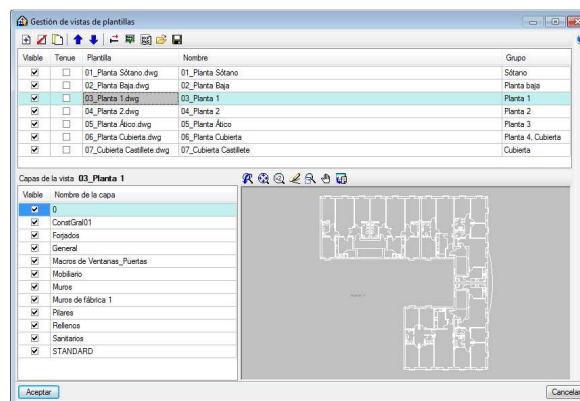 Gestión de vistas de plantillas
Visible Tenue Plantilla Nombre Grupo
01_Planta Sótano.dwg 01_Planta Sótano Sótano
02_Planta Baja.dwg 02_Planta Baja Planta baja
03_Planta 1.dwg 03_Planta 1 Planta 1
04_Planta 2.dwg 04_Planta 2 Planta 2
05_Planta Ático.dwg 05_Planta Ático Planta 3
06_Planta Cubierta.dwg 06_Planta Cubierta Planta 4, Cubierta
07_Cubierta Castillete.dwg 07_Cubierta Castillete Cubierta
Capas de la vista 03_Planta 1
Visible Nombre de la capa
0
ConstGral01
Forjados
General
Macros de Ventanas_Puertas
Mobiliario
Muros
Muros de fábrica 1
Pilares
Rellenos
Sanitarios
STANDARD
Aceptar Cancelar